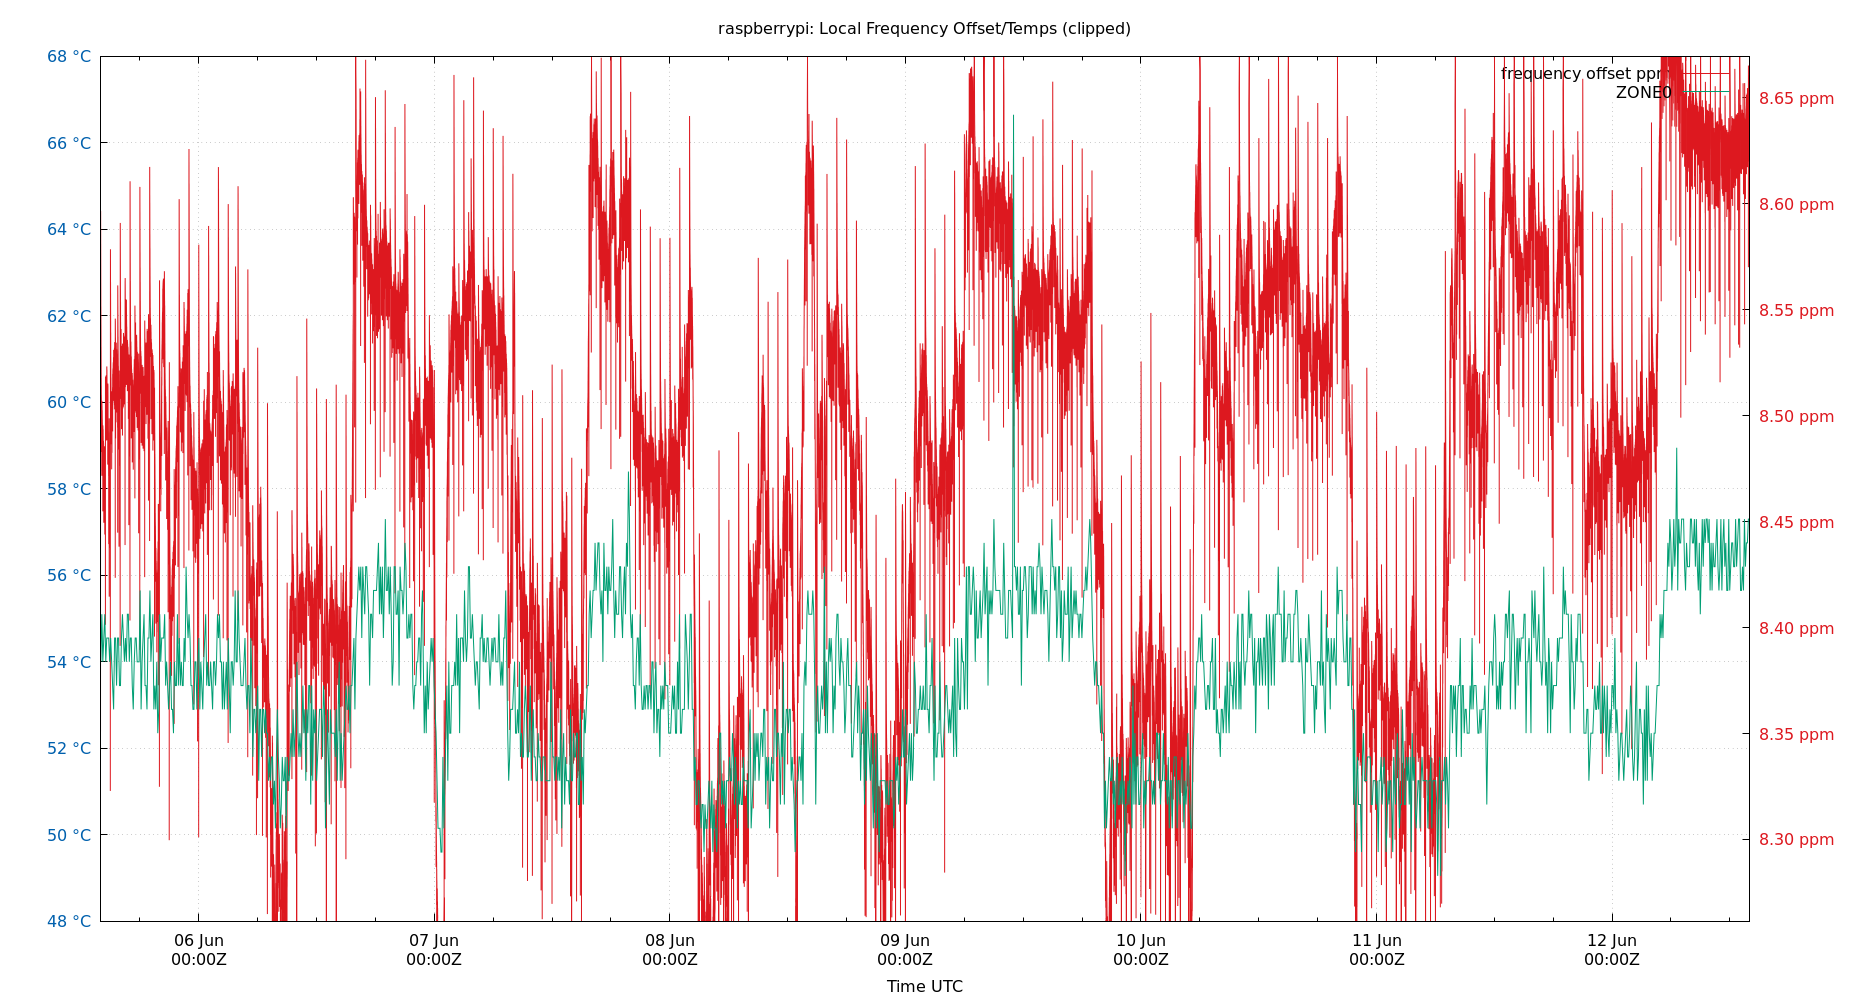 raspberrypi: Local Frequency Offset/Temps (clipped)
68 °C
66 °C
64 °C
62 °C
60 °C
58 °C
56 °C
54 °C
52 °C
50 °C
48 °C
frequency offset ppm
ZONE0
8.65 ppm
8.60 ppm
8.55 ppm
8.50 ppm
8.45 ppm
8.40 ppm
8.35 ppm
8.30 ppm
06 Jun
00:00Z
07 Jun
00:00Z
08 Jun
00:00Z
09 Jun
00:00Z
10 Jun
00:00Z
11 Jun
00:00Z
12 Jun
00:00Z
Time UTC